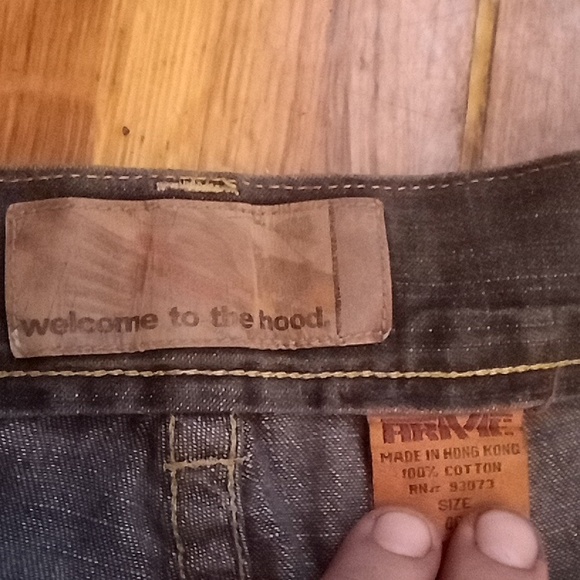 welcome to the hood.
MADE IN HONG KONG
100% COTTON
RN# 93073
SIZE